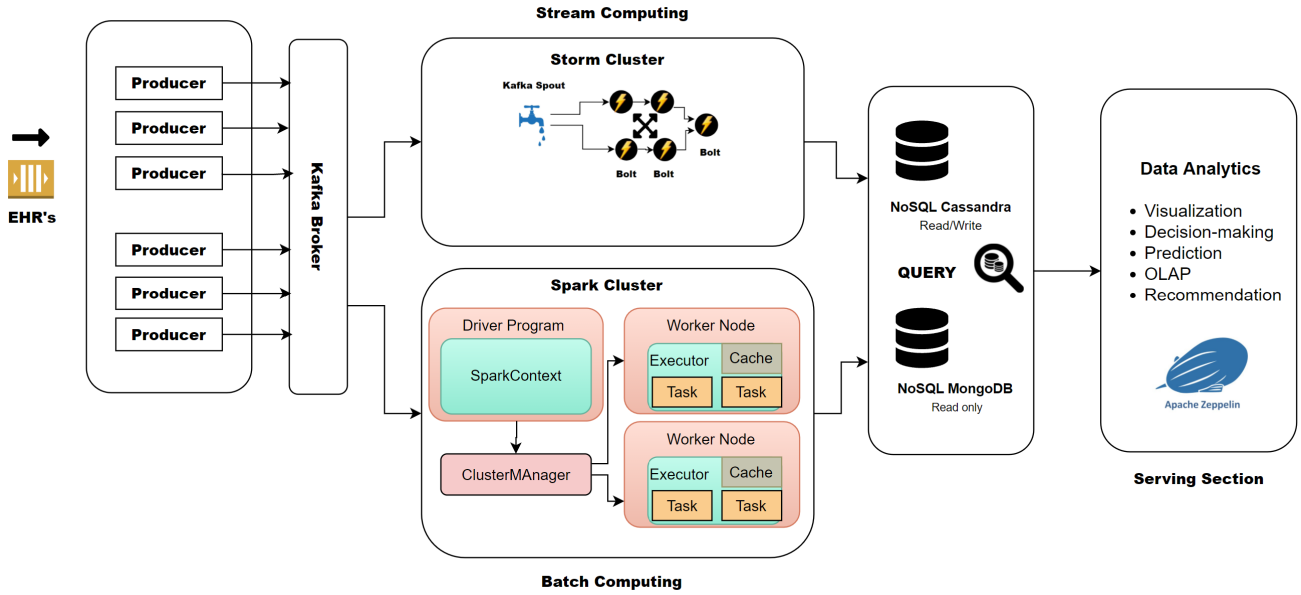 Stream Computing
EHR's
Producer
Producer
Producer
Producer
Producer
Producer
Kafka Broker
Storm Cluster
Kafka Spout
Bolt
Bolt
Bolt
Spark Cluster
Driver Program
SparkContext
ClusterMAnager
Worker Node
Executor
Cache
Task
Task
Worker Node
Executor
Cache
Task
Task
Batch Computing
NoSQL Cassandra
Read/Write
QUERY
NoSQL MongoDB
Read only
Data Analytics
• Visualization
• Decision-making
• Prediction
• OLAP
• Recommendation
Apache Zeppelin
Serving Section